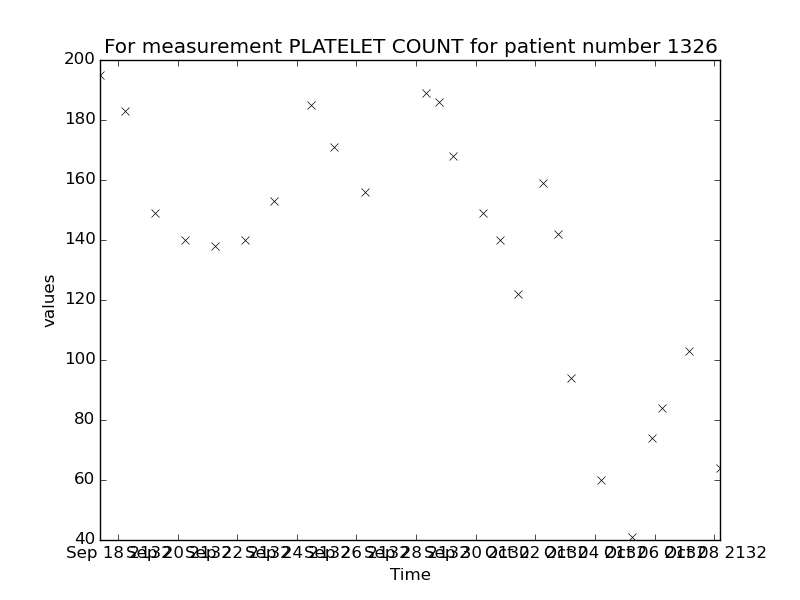 For measurement PLATELET COUNT for patient number 1326
200
180
160
140
120
100
80
60
40
values
Sep 18 2132 Sep 20 2132 Sep 22 2132 Sep 24 2132 Sep 26 2132 Sep 28 2132 Sep 30 2132 Oct 02 2132 Oct 04 2132 Oct 06 2132 Oct 08 2132
Time